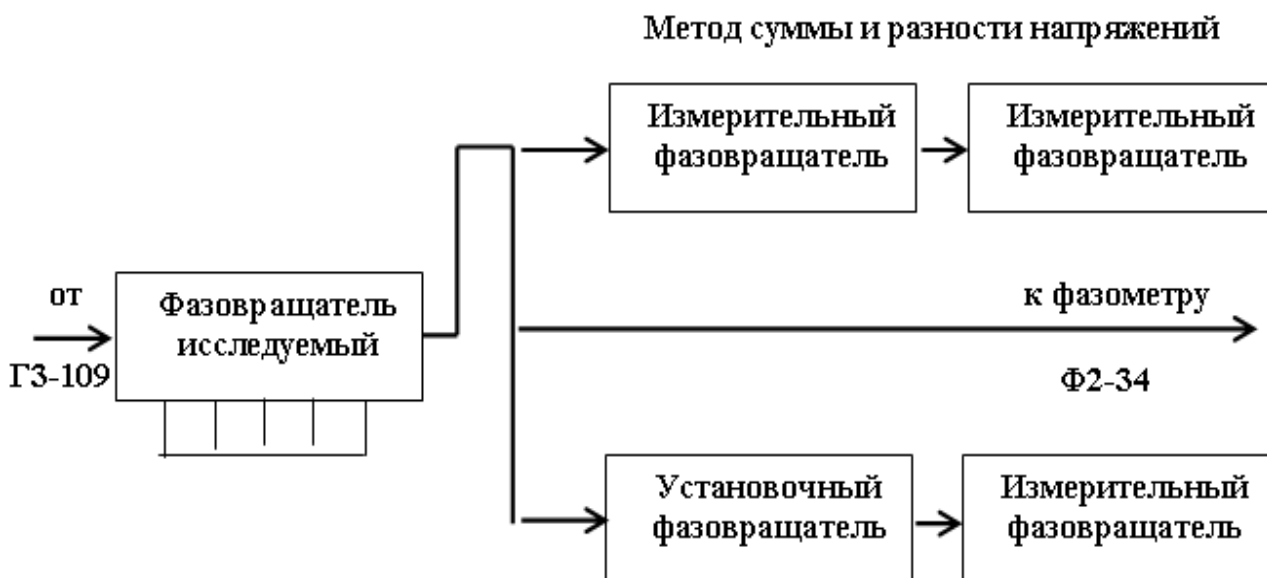 Метод суммы и разности напряжений
Измерительный
фазовращатель
Измерительный
фазовращатель
от
ГЗ-109
Фазовращатель
исследуемый
к фазометру
Ф2-34
Установочный
фазовращатель
Измерительный
фазовращатель